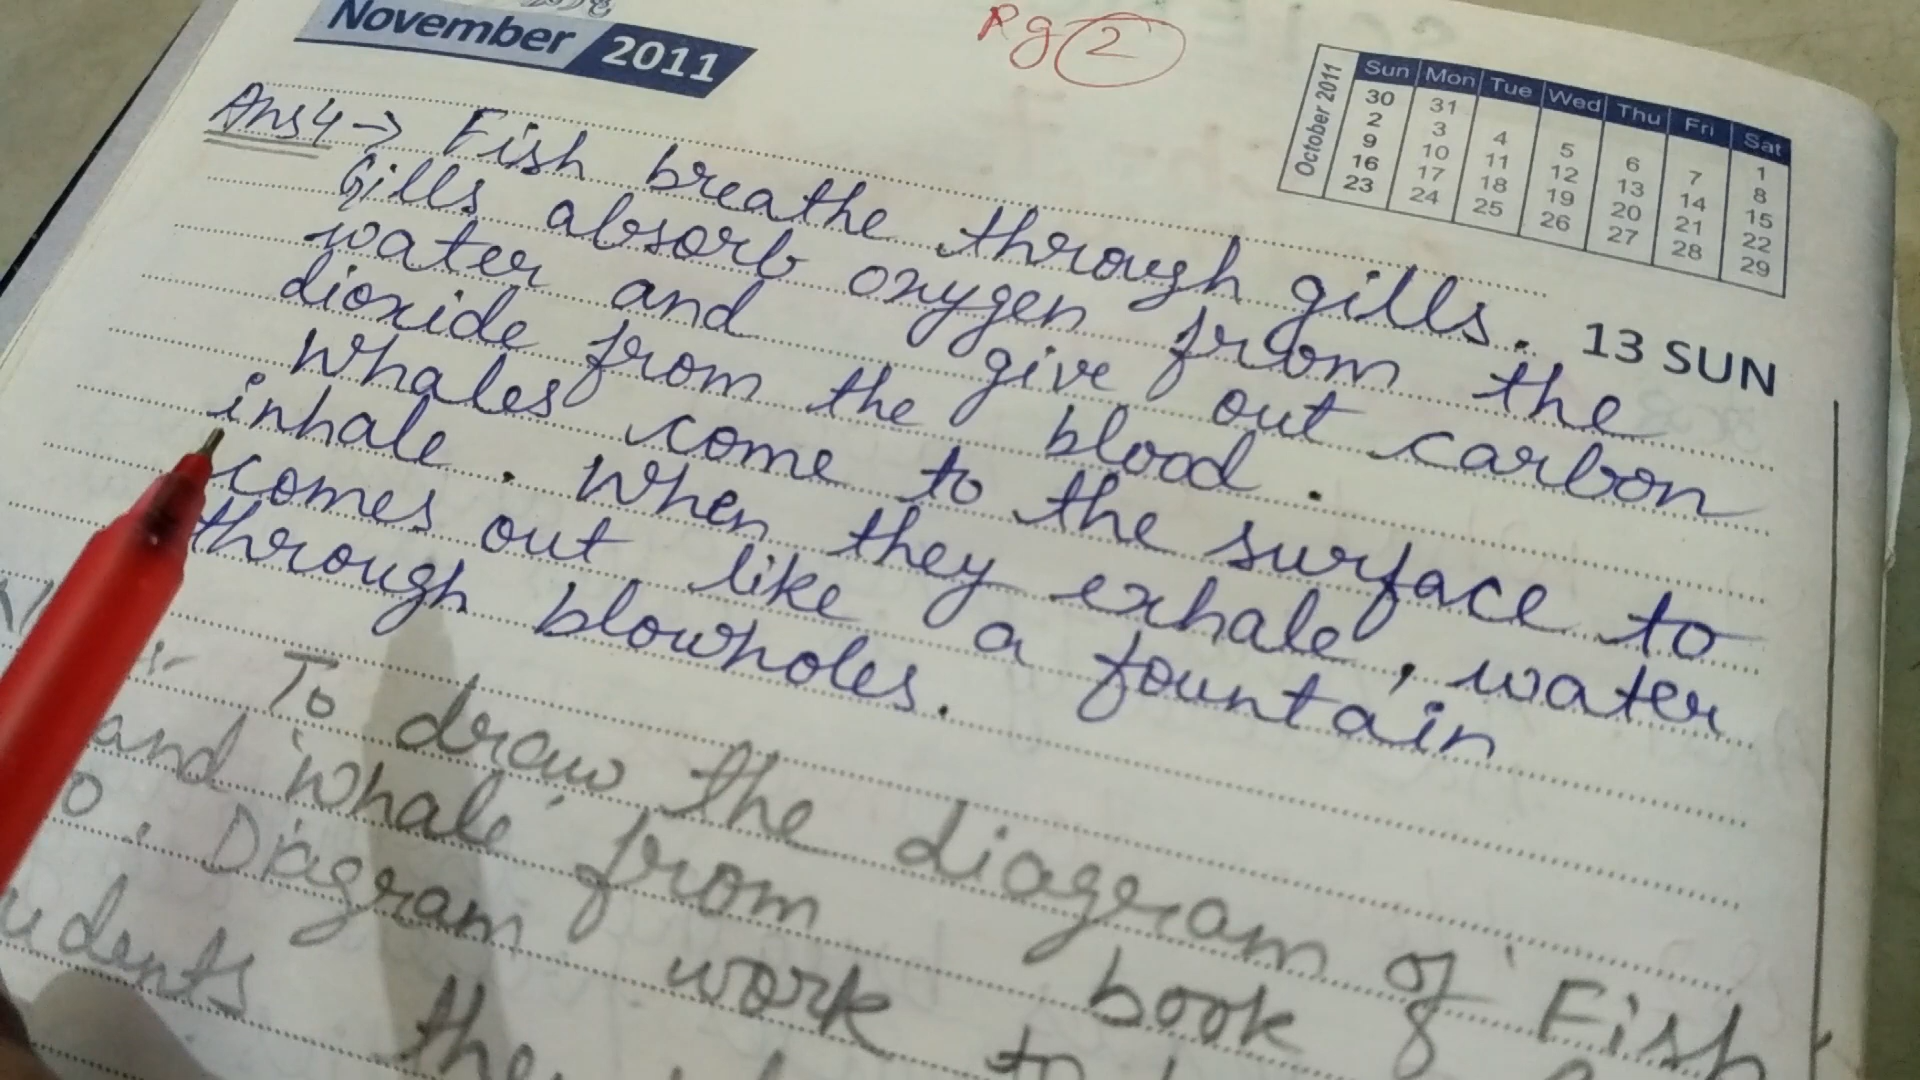 November 2011
Pg 2
October 2011
Sun Mon Tue Wed Thu Fri Sat
30 31 1
2 3 4 5 6 7 8
9 10 11 12 13 14 15
16 17 18 19 20 21 22
23 24 25 26 27 28 29
13 SUN
Ans 4 → Fish breathe through gills.
Gills absorb oxygen from the
water and give out carbon
dioxide from the blood.
Whales come to the surface to
inhale. When they exhale, water
comes out like a fountain
through blowholes.
:- To draw the diagram of 'Fish
and whale' from book
Diagram work